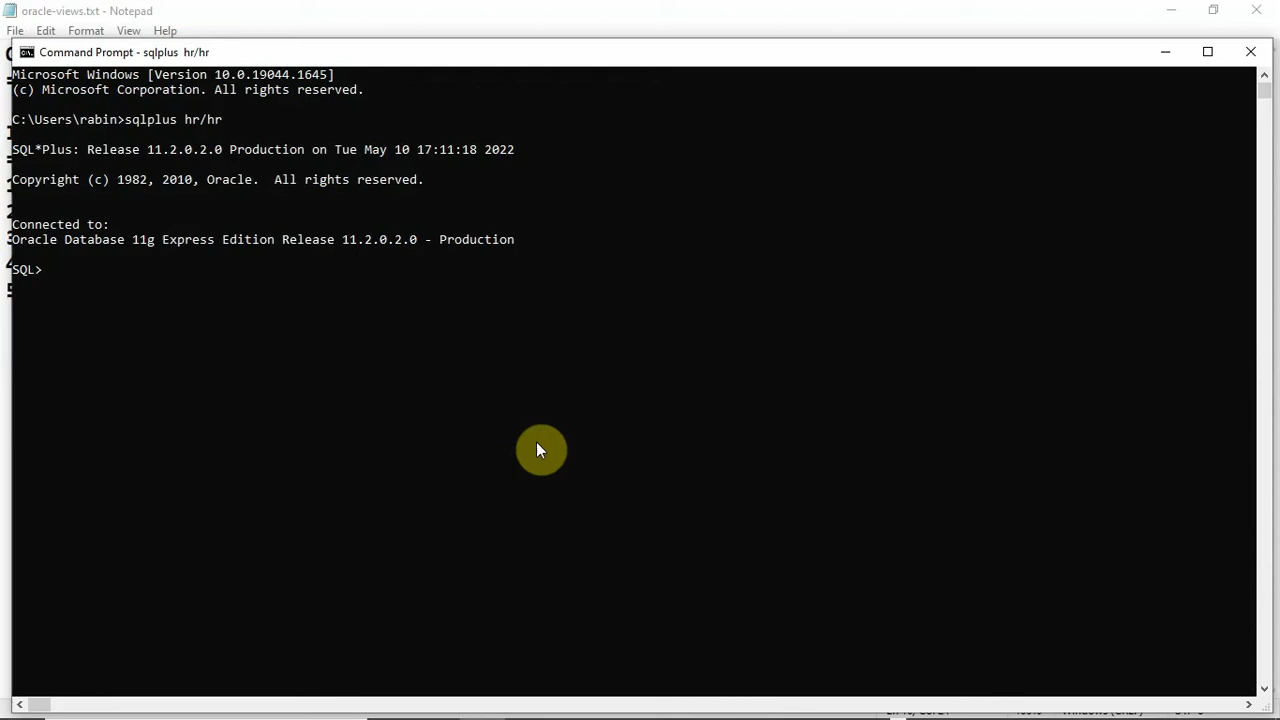 oracle-views.txt - Notepad
File Edit Format View Help
Command Prompt - sqlplus hr/hr
Microsoft Windows [Version 10.0.19044.1645]
(c) Microsoft Corporation. All rights reserved.
C:\Users\rabin>sqlplus hr/hr
SQL*Plus: Release 11.2.0.2.0 Production on Tue May 10 17:11:18 2022
Copyright (c) 1982, 2010, Oracle.  All rights reserved.
Connected to:
Oracle Database 11g Express Edition Release 11.2.0.2.0 - Production
SQL>